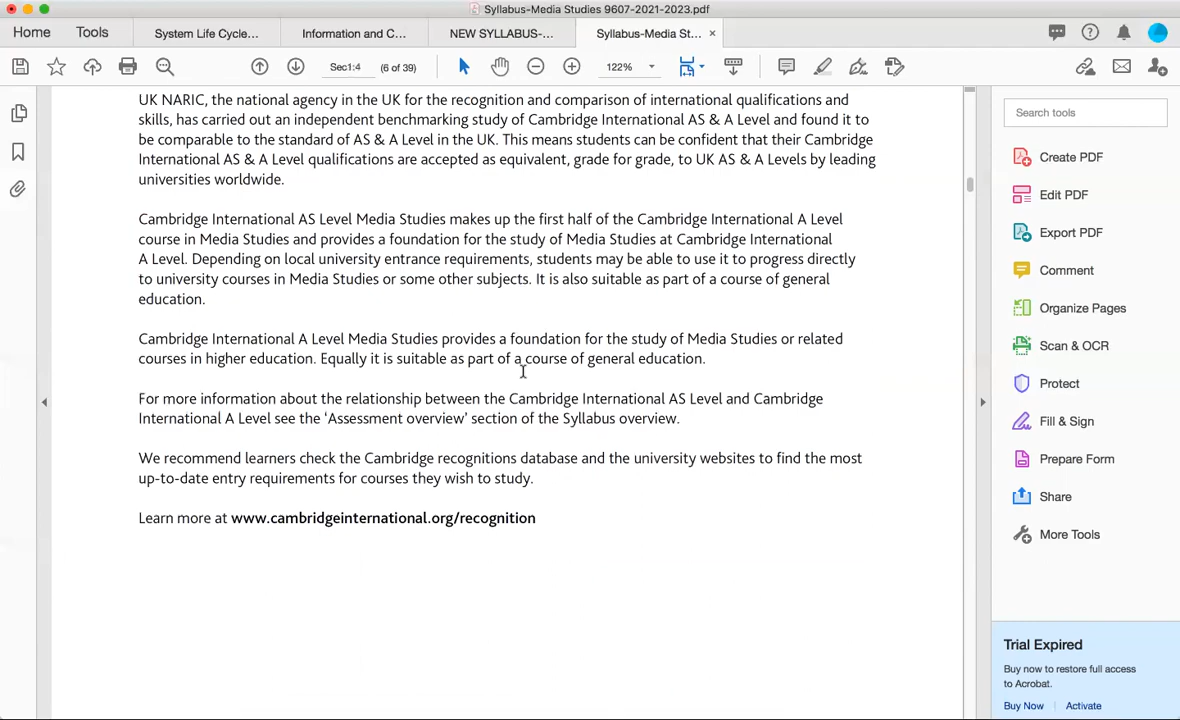 Syllabus-Media Studies 9607-2021-2023.pdf
Home Tools System Life Cycle... Information and C... NEW SYLLABUS-... Syllabus-Media St... ×
Sec1:4 (6 of 39) 122%
UK NARIC, the national agency in the UK for the recognition and comparison of international qualifications and
skills, has carried out an independent benchmarking study of Cambridge International AS & A Level and found it to
be comparable to the standard of AS & A Level in the UK. This means students can be confident that their Cambridge
International AS & A Level qualifications are accepted as equivalent, grade for grade, to UK AS & A Levels by leading
universities worldwide.
Cambridge International AS Level Media Studies makes up the first half of the Cambridge International A Level
course in Media Studies and provides a foundation for the study of Media Studies at Cambridge International
A Level. Depending on local university entrance requirements, students may be able to use it to progress directly
to university courses in Media Studies or some other subjects. It is also suitable as part of a course of general
education.
Cambridge International A Level Media Studies provides a foundation for the study of Media Studies or related
courses in higher education. Equally it is suitable as part of a course of general education.
For more information about the relationship between the Cambridge International AS Level and Cambridge
International A Level see the ‘Assessment overview’ section of the Syllabus overview.
We recommend learners check the Cambridge recognitions database and the university websites to find the most
up-to-date entry requirements for courses they wish to study.
Learn more at www.cambridgeinternational.org/recognition
Search tools
Create PDF
Edit PDF
Export PDF
Comment
Organize Pages
Scan & OCR
Protect
Fill & Sign
Prepare Form
Share
More Tools
Trial Expired
Buy now to restore full access
to Acrobat.
Buy Now Activate